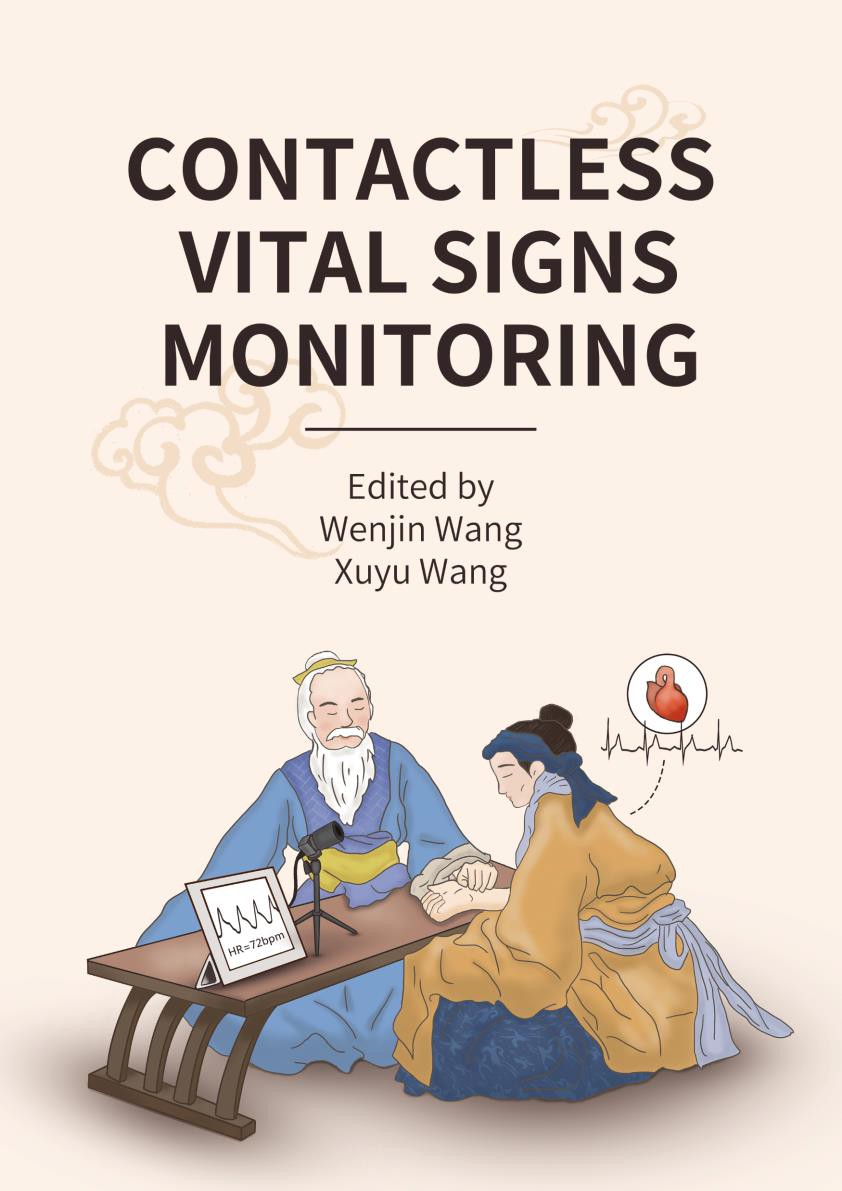 CONTACTLESS
VITAL SIGNS
MONITORING
Edited by
Wenjin Wang
Xuyu Wang
HR=72bpm